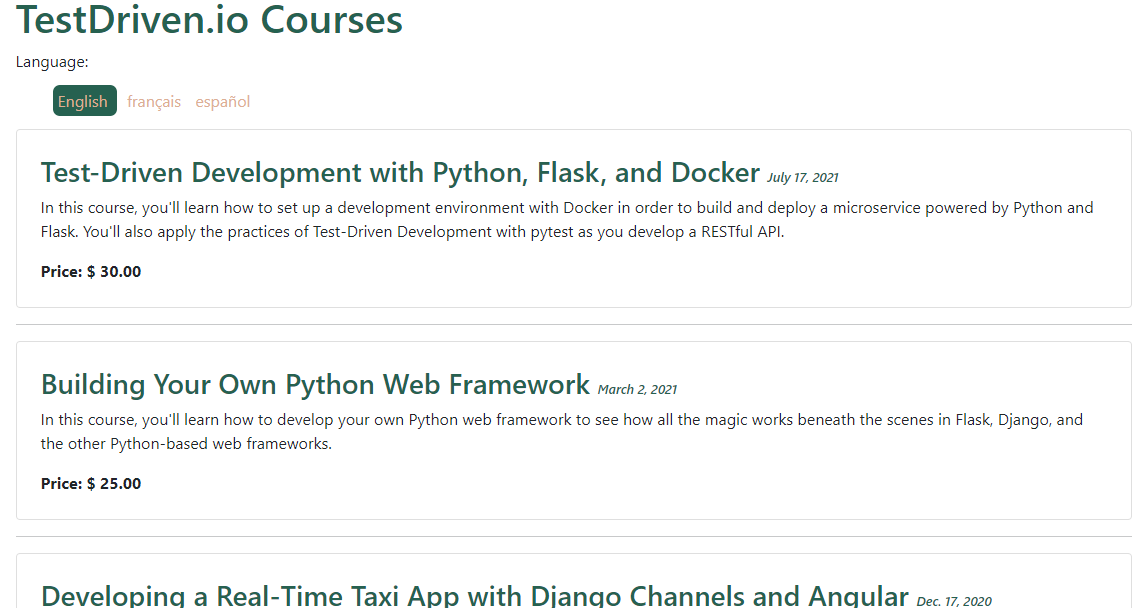 TestDriven.io Courses
Language:
English français español
Test-Driven Development with Python, Flask, and Docker July 17, 2021
In this course, you'll learn how to set up a development environment with Docker in order to build and deploy a microservice powered by Python and
Flask. You'll also apply the practices of Test-Driven Development with pytest as you develop a RESTful API.
Price: $ 30.00
Building Your Own Python Web Framework March 2, 2021
In this course, you'll learn how to develop your own Python web framework to see how all the magic works beneath the scenes in Flask, Django, and
the other Python-based web frameworks.
Price: $ 25.00
Developing a Real-Time Taxi App with Django Channels and Angular Dec. 17, 2020